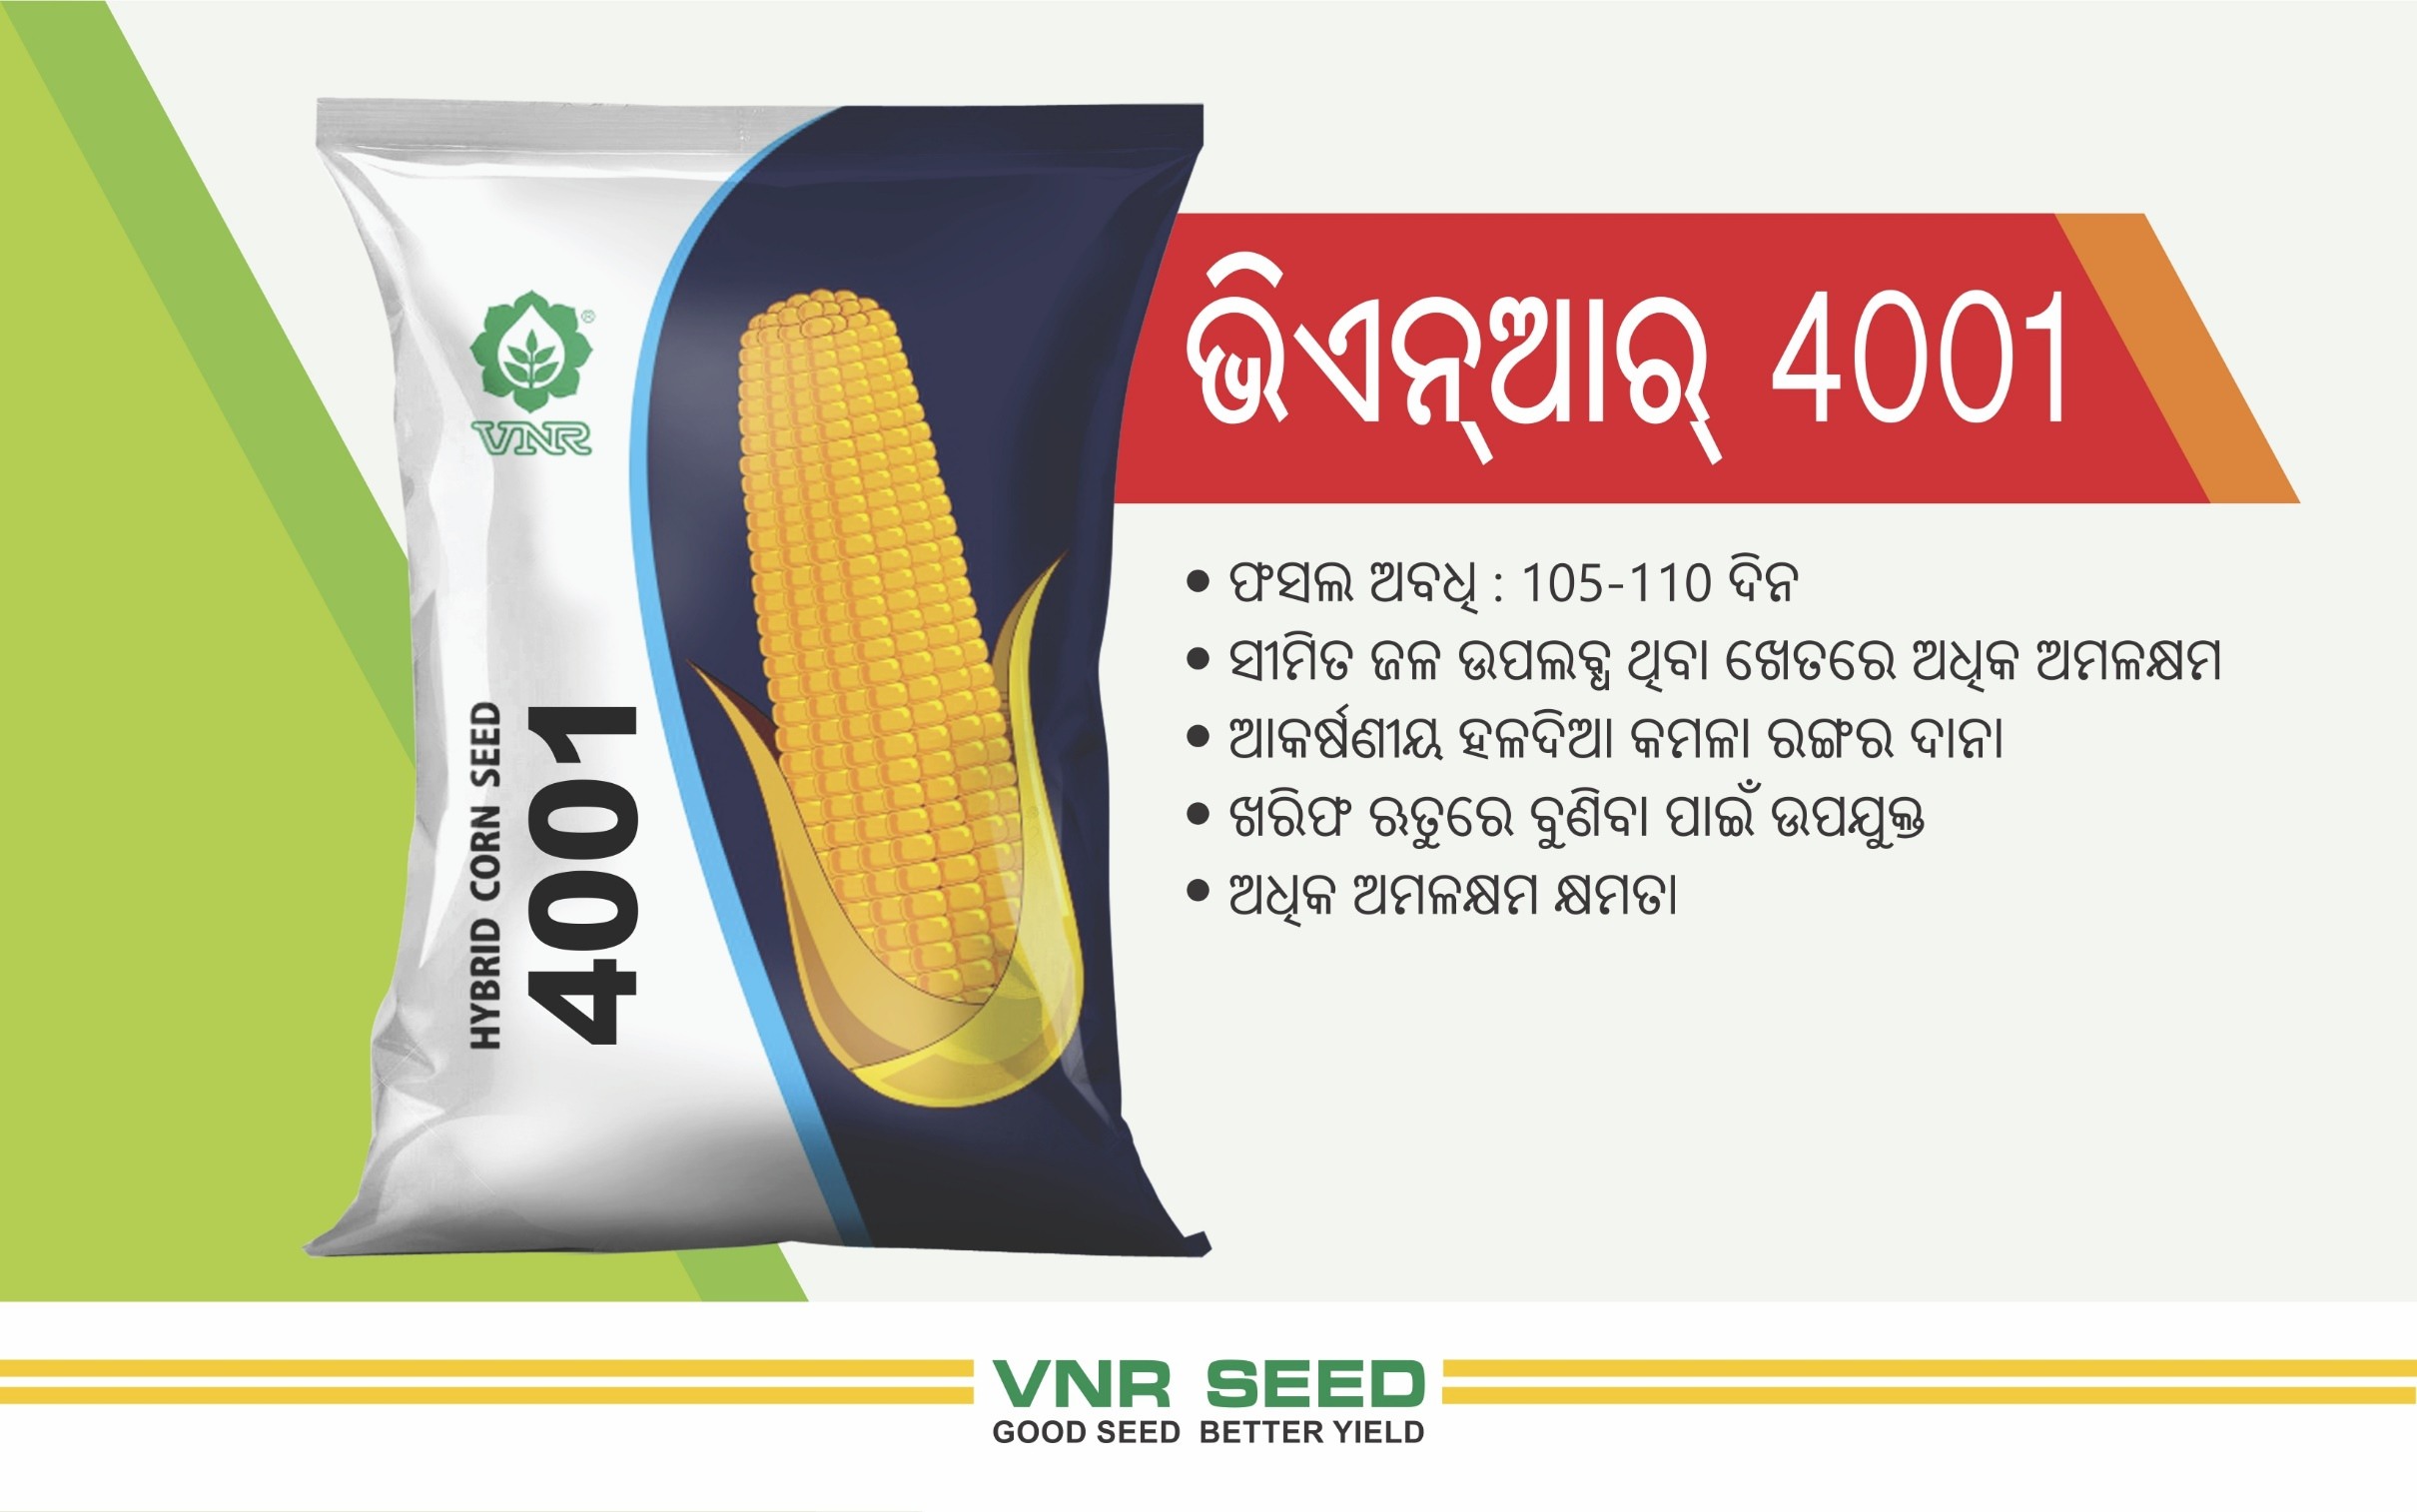 VNR
HYBRID CORN SEED
4001
ଭିଏନ୍ଆର୍ 4001
• ଫସଲ ଅବଧି : 105-110 ଦିନ
• ସୀମିତ ଜଳ ଉପଲବ୍ଧ ଥିବା ଖେତରେ ଅଧିକ ଅମଳକ୍ଷମ
• ଆକର୍ଷଣୀୟ ହଳଦିଆ କମଳା ରଙ୍ଗର ଦାନା
• ଖରିଫ ଋତୁରେ ବୁଣିବା ପାଇଁ ଉପଯୁକ୍ତ
• ଅଧିକ ଅମଳକ୍ଷମ କ୍ଷମତା
VNR SEED
GOOD SEED BETTER YIELD